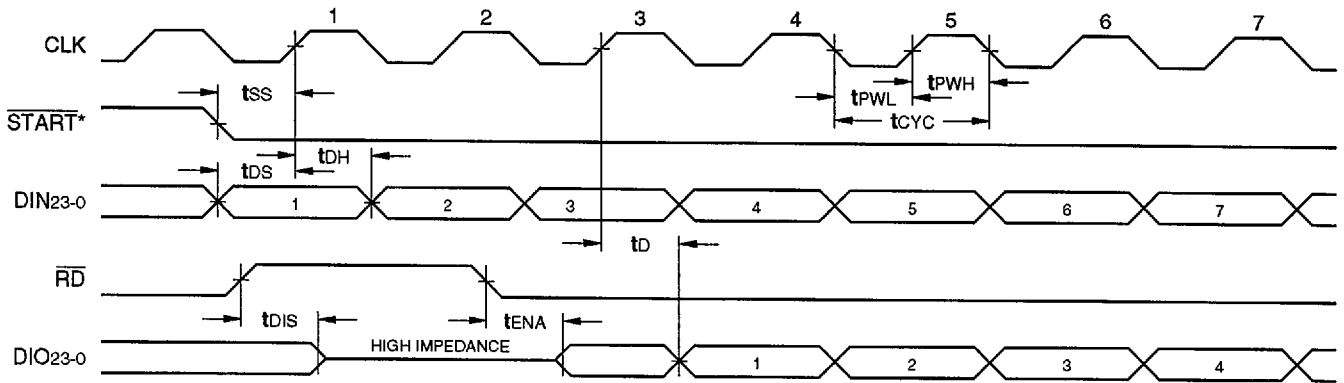 1 2 3 4 5 6 7
CLK
tSS
tPWL tPWH
START*
tCYC
tDS tDH
DIN23-0 1 2 3 4 5 6 7
tD
RD
tDIS tENA
HIGH IMPEDANCE
DIO23-0 1 2 3 4